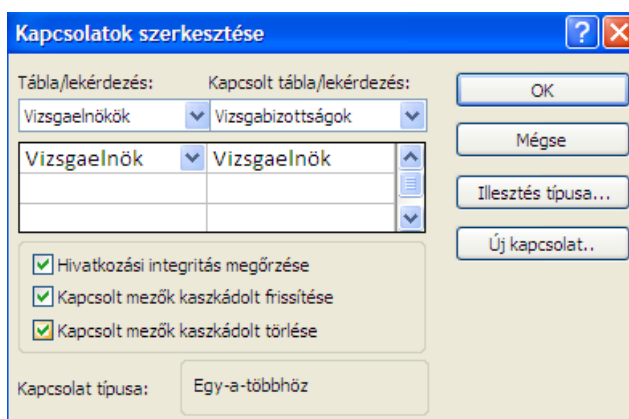 Kapcsolatok szerkesztése
Tábla/lekérdezés: Kapcsolt tábla/lekérdezés:
Vizsgaelnökök Vizsgabizottságok
Vizsgaelnök Vizsgaelnök
Hivatkozási integritás megőrzése
Kapcsolt mezők kaszkádolt frissítése
Kapcsolt mezők kaszkádolt törlése
Kapcsolat típusa: Egy-a-többhöz
OK
Mégse
Illesztés típusa...
Új kapcsolat..